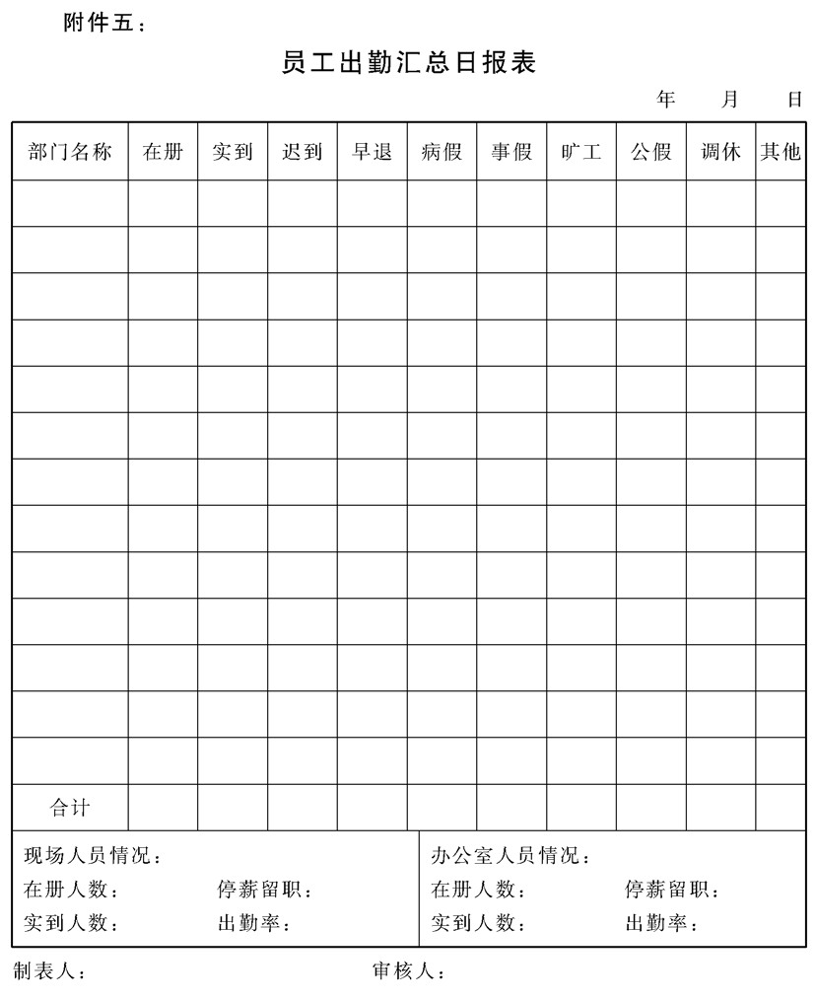 附件五：
员工出勤汇总日报表
年 月 日
部门名称 在册 实到 迟到 早退 病假 事假 旷工 公假 调休 其他
合计
现场人员情况： 办公室人员情况：
在册人数： 停薪留职： 在册人数： 停薪留职：
实到人数： 出勤率： 实到人数： 出勤率：
制表人： 审核人：